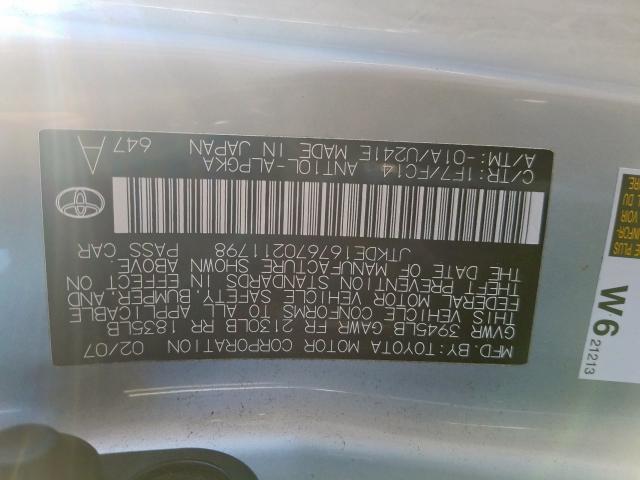 MFD. BY: TOYOTA MOTOR CORPORATION 02/07
GVWR 3945LB GAWR FR 2130LB RR 1835LB
THIS VEHICLE CONFORMS TO ALL APPLICABLE
FEDERAL MOTOR VEHICLE SAFETY, BUMPER, AND
THEFT PREVENTION STANDARDS IN EFFECT ON
THE DATE OF MANUFACTURE SHOWN ABOVE.
JTKDE167670211798 PASS CAR
C/TR: 1F7/FC14 ANT10L-ALPGKA 647 A
A/TM: -01A/U241E MADE IN JAPAN
W6
21213